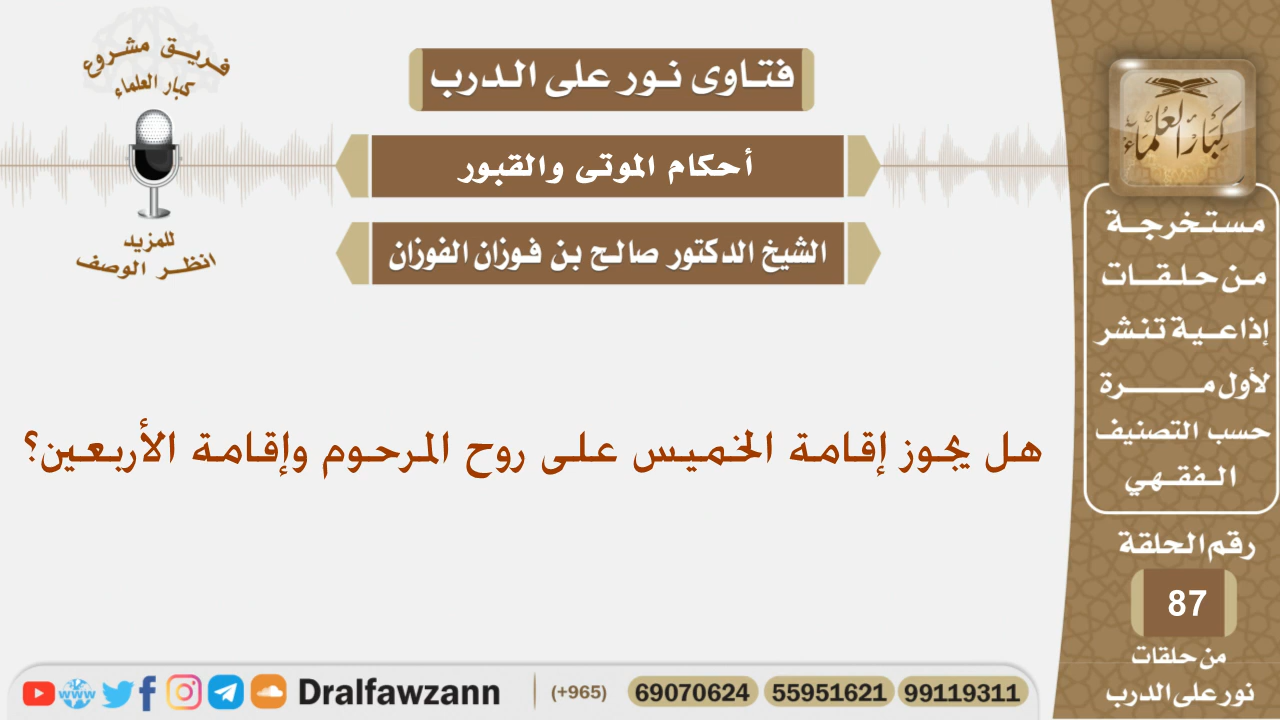 فريق مشروع
كبار العلماء
للمزيد
انظر الوصف
فتاوى نور على الدرب
أحكام الموتى والقبور
الشيخ الدكتور صالح بن فوزان الفوزان
هل يجوز إقامة الخميس على روح المرحوم وإقامة الأربعين؟
كبار العلماء
مستخرجة
من حلقات
إذاعية تنشر
لأول مرة
حسب التصنيف
الفقهي
رقم الحلقة
87
من حلقات
نور على الدرب
www
Dralfawzann
(+965) 69070624 55951621 99119311